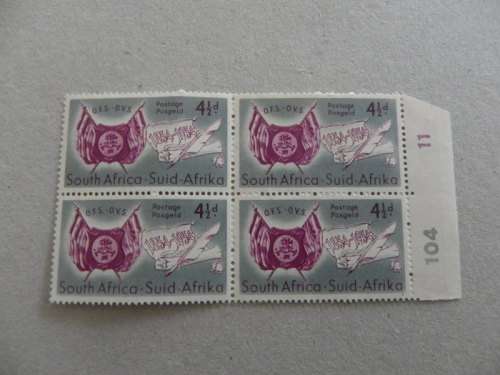 O.F.S.-O.V.S.
Postage
Posgeld
4½d.
South Africa-Suid-Afrika
O.F.S.-O.V.S.
Postage
Posgeld
4½d.
South Africa-Suid-Afrika
11
O.F.S.-O.V.S.
Postage
Posgeld
4½d.
South Africa-Suid-Afrika
O.F.S.-O.V.S.
Postage
Posgeld
4½d.
South Africa-Suid-Afrika
104